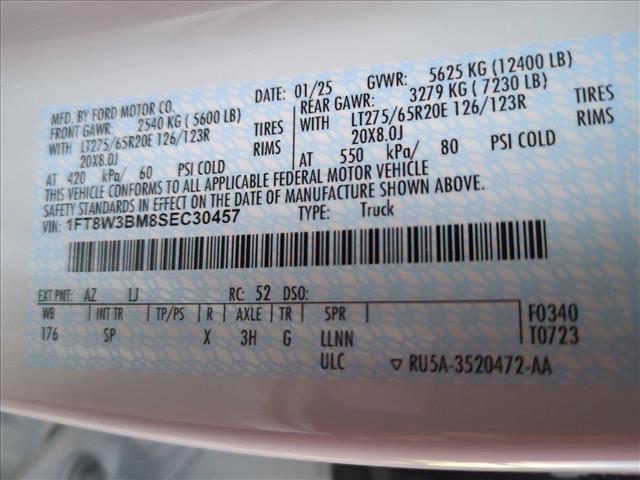 MFD. BY FORD MOTOR CO.
DATE: 01/25 GVWR: 5625 KG (12400 LB)
FRONT GAWR: 2540 KG ( 5600 LB) REAR GAWR: 3279 KG ( 7230 LB)
WITH LT275/65R20E 126/123R TIRES WITH LT275/65R20E 126/123R TIRES
20X8.0J RIMS 20X8.0J RIMS
AT 420 kPa/ 60 PSI COLD AT 550 kPa/ 80 PSI COLD
THIS VEHICLE CONFORMS TO ALL APPLICABLE FEDERAL MOTOR VEHICLE
SAFETY STANDARDS IN EFFECT ON THE DATE OF MANUFACTURE SHOWN ABOVE.
VIN: 1FT8W3BM8SEC30457 TYPE: Truck
EXT PNT: AZ LJ RC: 52 DSO:
WB INT TR TP/PS R AXLE TR SPR F0340
176 SP X 3H G LLNN T0723
ULC ▽ RU5A-3520472-AA